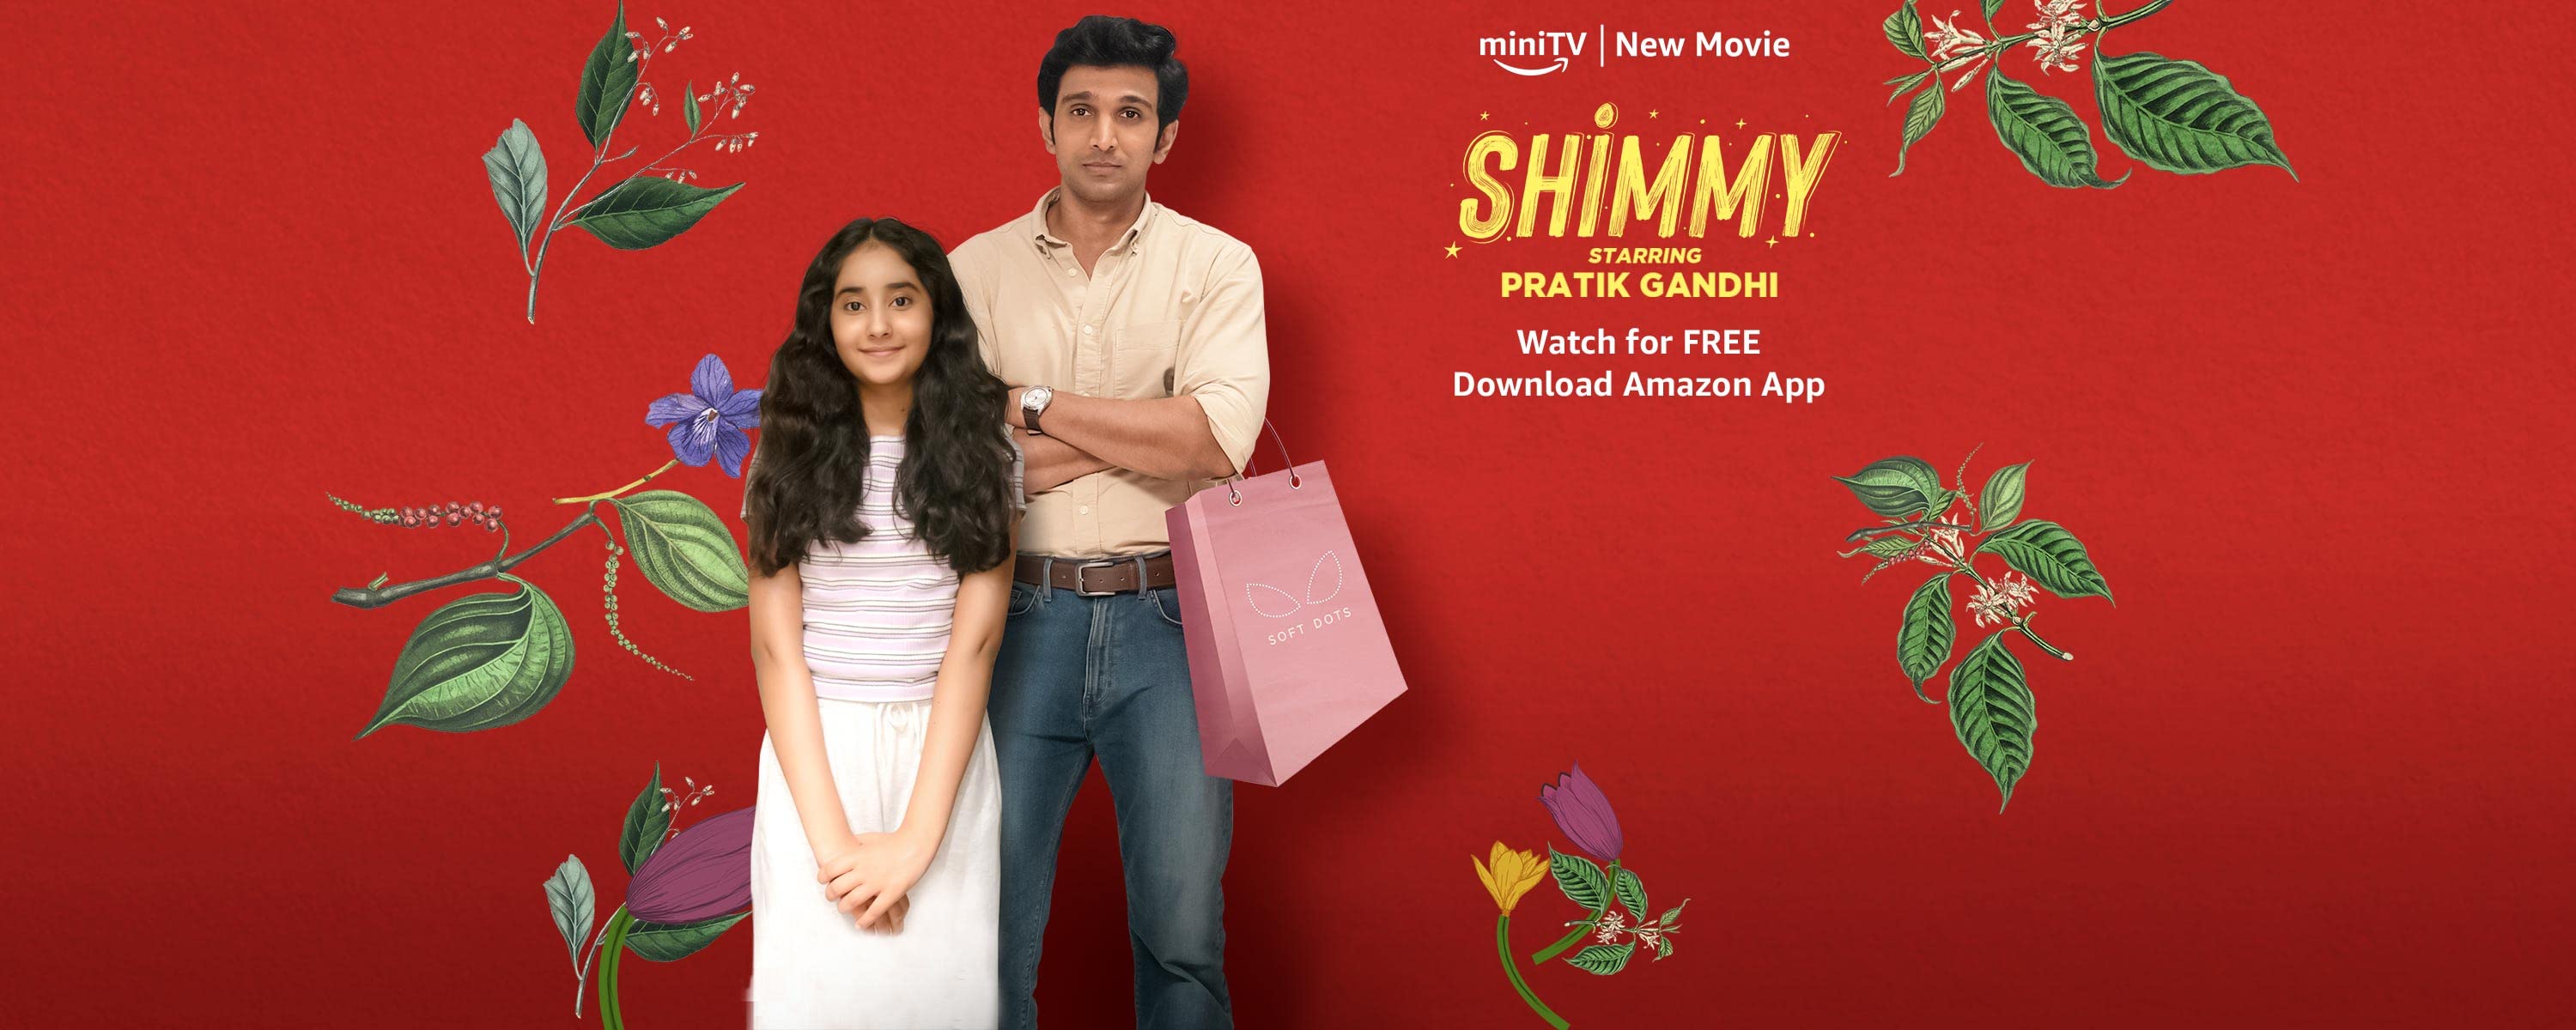 miniTV | New Movie
SHiMMY
STARRING
PRATIK GANDHI
Watch for FREE
Download Amazon App
SOFT DOTS